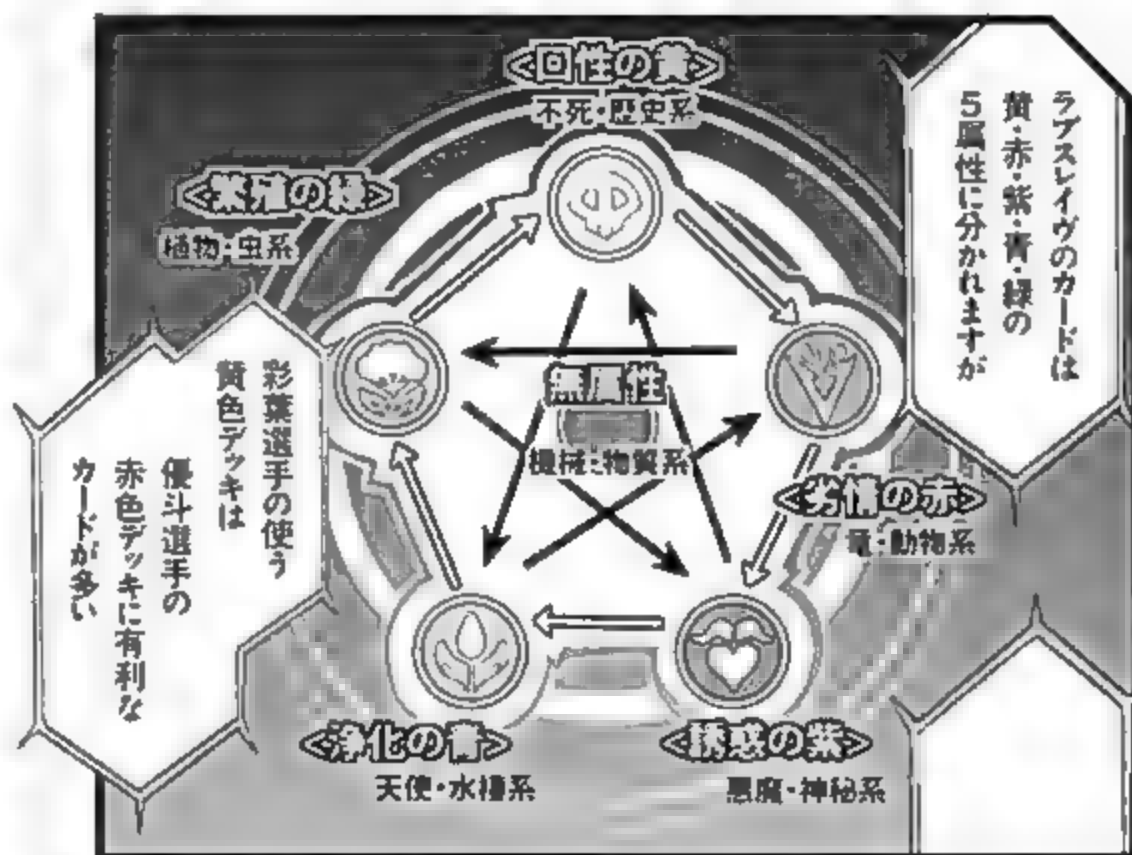 ラブスレイヴのカードは
黄・赤・紫・青・緑の
5属性に分かれますが
<回性の黄>
不死・歴史系
<繁殖の緑>
植物・虫系
無属性
機械・物質系
<劣情の赤>
竜・動物系
<浄化の青>
天使・水棲系
<誘惑の紫>
悪魔・神秘系
彩葉選手の使う
黄色デッキは
優斗選手の
赤色デッキに有利な
カードが多い